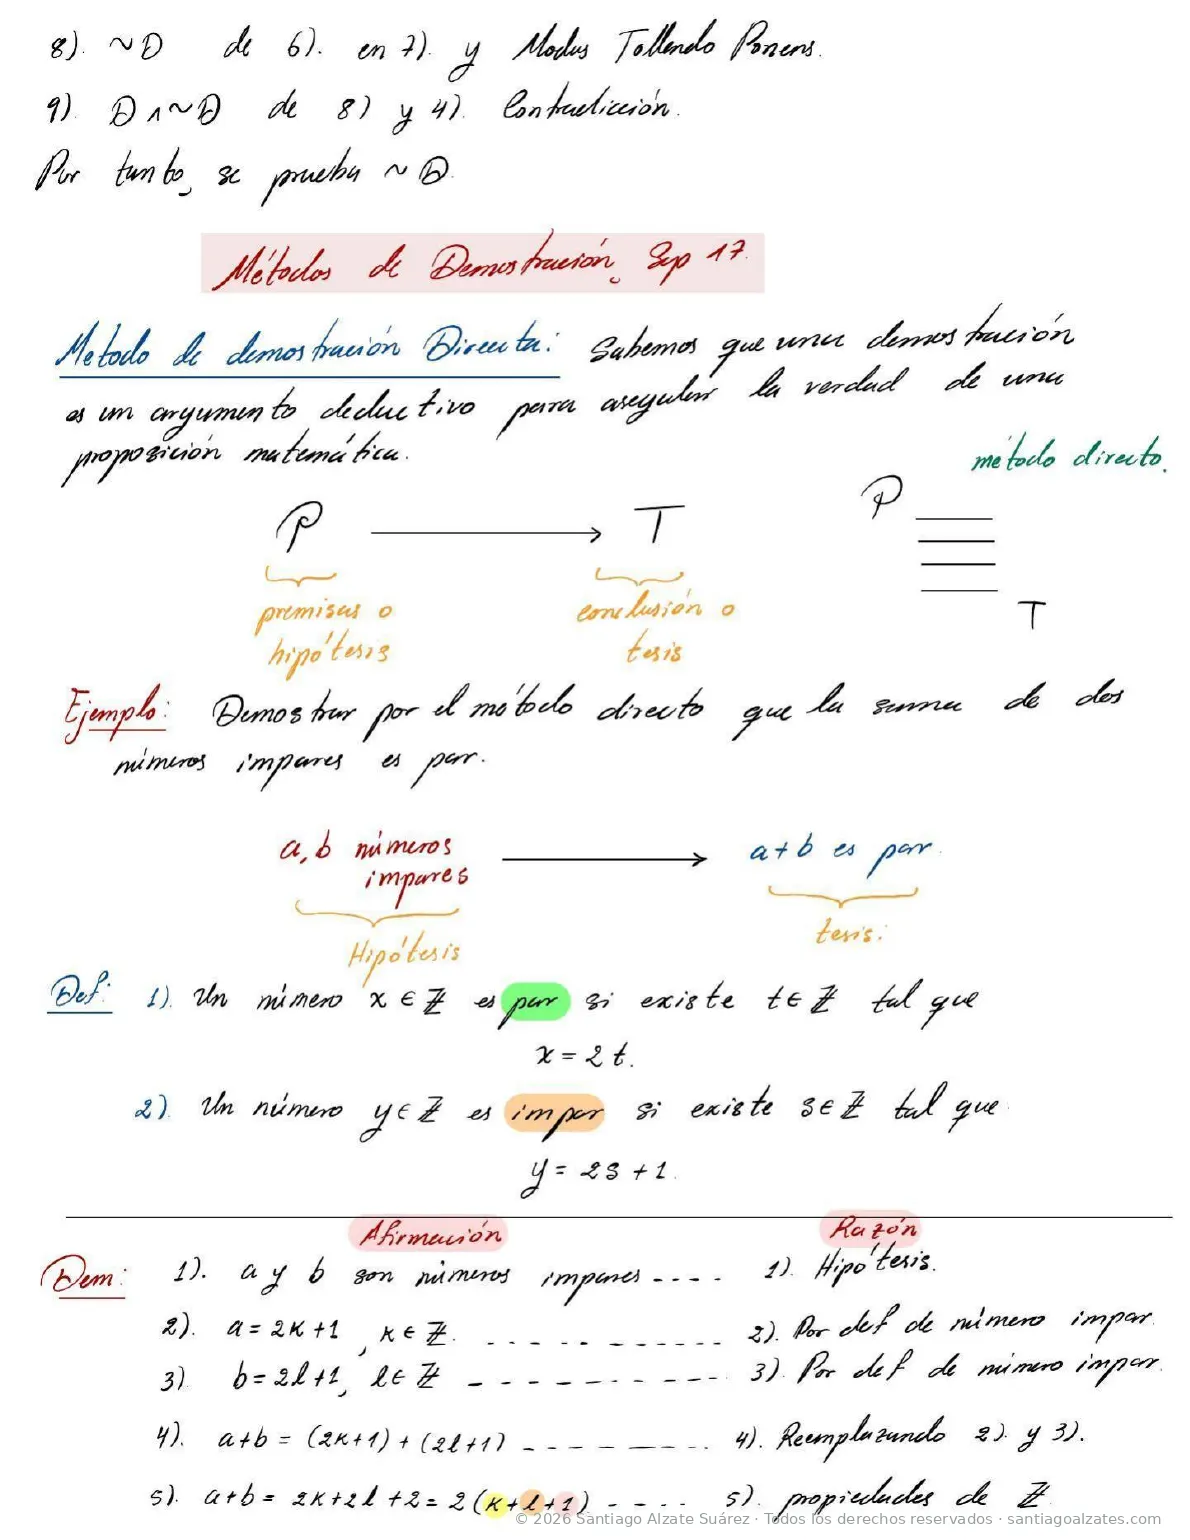 8). ~D de 6). en 7). y Modus Tollendo Ponens.
9). D ∧ ~D de 8) y 4). Contradicción.
Por tanto, se prueba ~D.
Métodos de Demostración, Sep 17.
Metodo de demostración Directa: Sabemos que una demostración
es un argumento deductivo para asegurar la verdad de una
proposición matemática.
método directo.
P → T
P
T
premisas o conclusión o
hipótesis tesis
Ejemplo: Demostrar por el método directo que la suma de dos
números impares es par.
a, b números → a+b es par.
impares
Hipótesis tesis:
Def: 1). Un número x ∈ ℤ es par si existe t ∈ ℤ tal que
x = 2t.
2). Un número y ∈ ℤ es impar si existe s ∈ ℤ tal que
y = 2s + 1.
Afirmación Razón
Dem: 1). a y b son números impares ---- 1). Hipótesis.
2). a = 2k+1, k ∈ ℤ. ------------- 2). Por def de número impar.
3) b = 2l+1, l ∈ ℤ ---------- 3). Por def de número impar.
4). a+b = (2k+1) + (2l+1) -------- 4). Reemplazando 2). y 3).
5). a+b = 2k+2l+2 = 2(k+l+1) ---- 5). propiedades de ℤ
© 2026 Santiago Alzate Suárez · Todos los derechos reservados · santiagoalzates.com